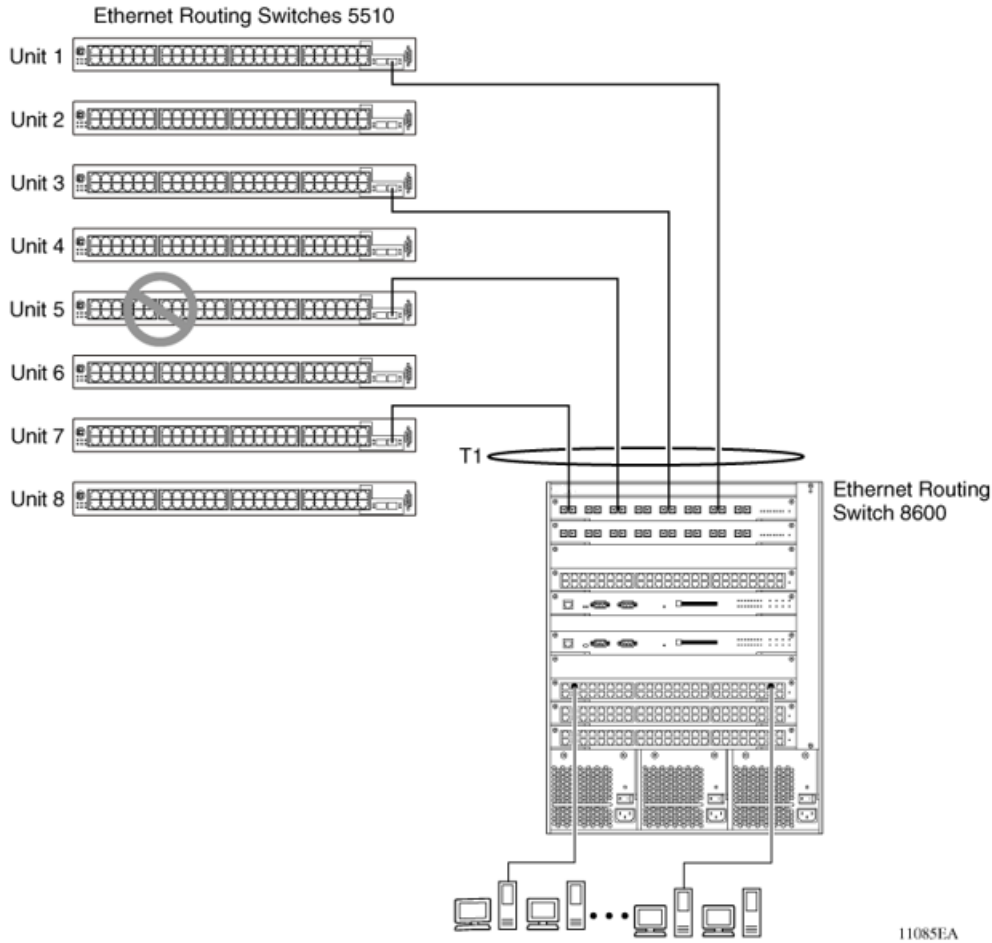 Ethernet Routing Switches 5510
Unit 1
Unit 2
Unit 3
Unit 4
Unit 5
Unit 6
Unit 7
Unit 8
T1
Ethernet Routing
Switch 8600
11085EA